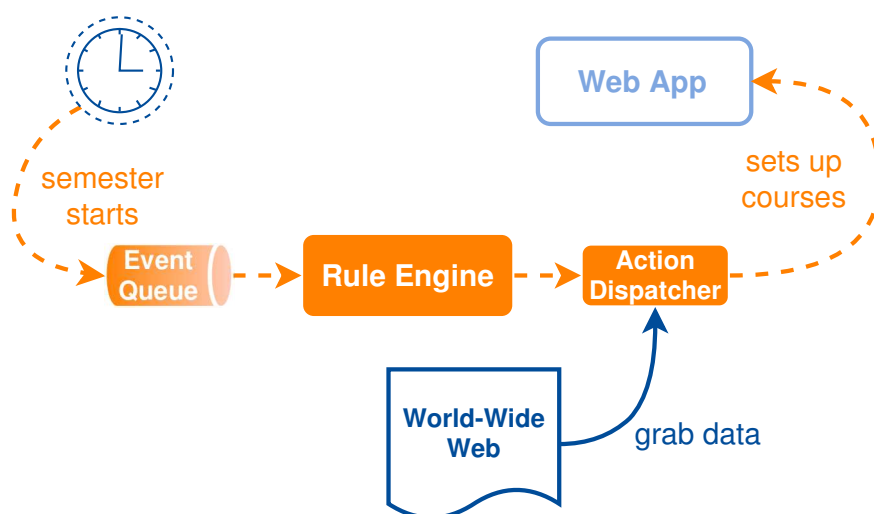 Web App
semester
starts
sets up
courses
Event
Queue
Rule Engine
Action
Dispatcher
World-Wide
Web
grab data